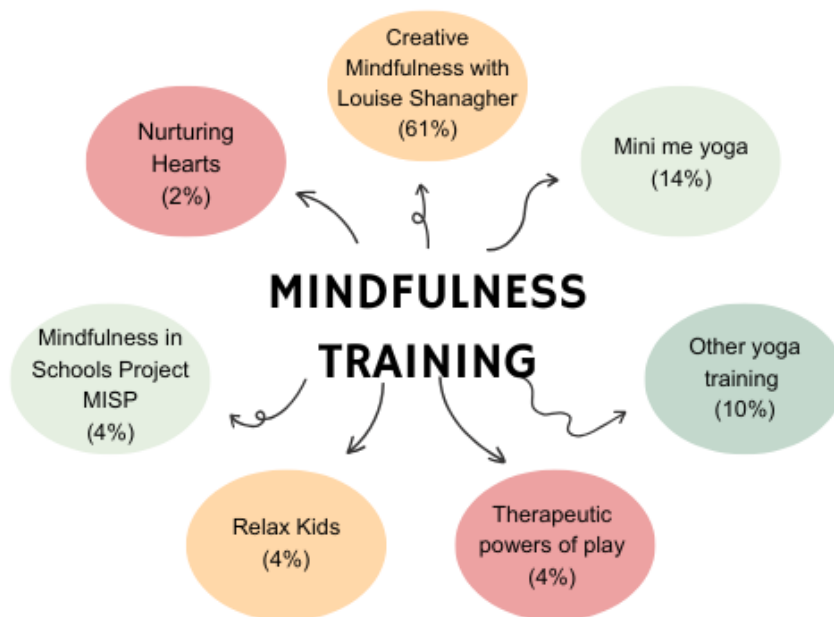 Creative
Mindfulness with
Louise Shanagher
(61%)
Nurturing
Hearts
(2%)
Mini me yoga
(14%)
MINDFULNESS
TRAINING
Mindfulness in
Schools Project
MISP
(4%)
Other yoga
training
(10%)
Relax Kids
(4%)
Therapeutic
powers of play
(4%)